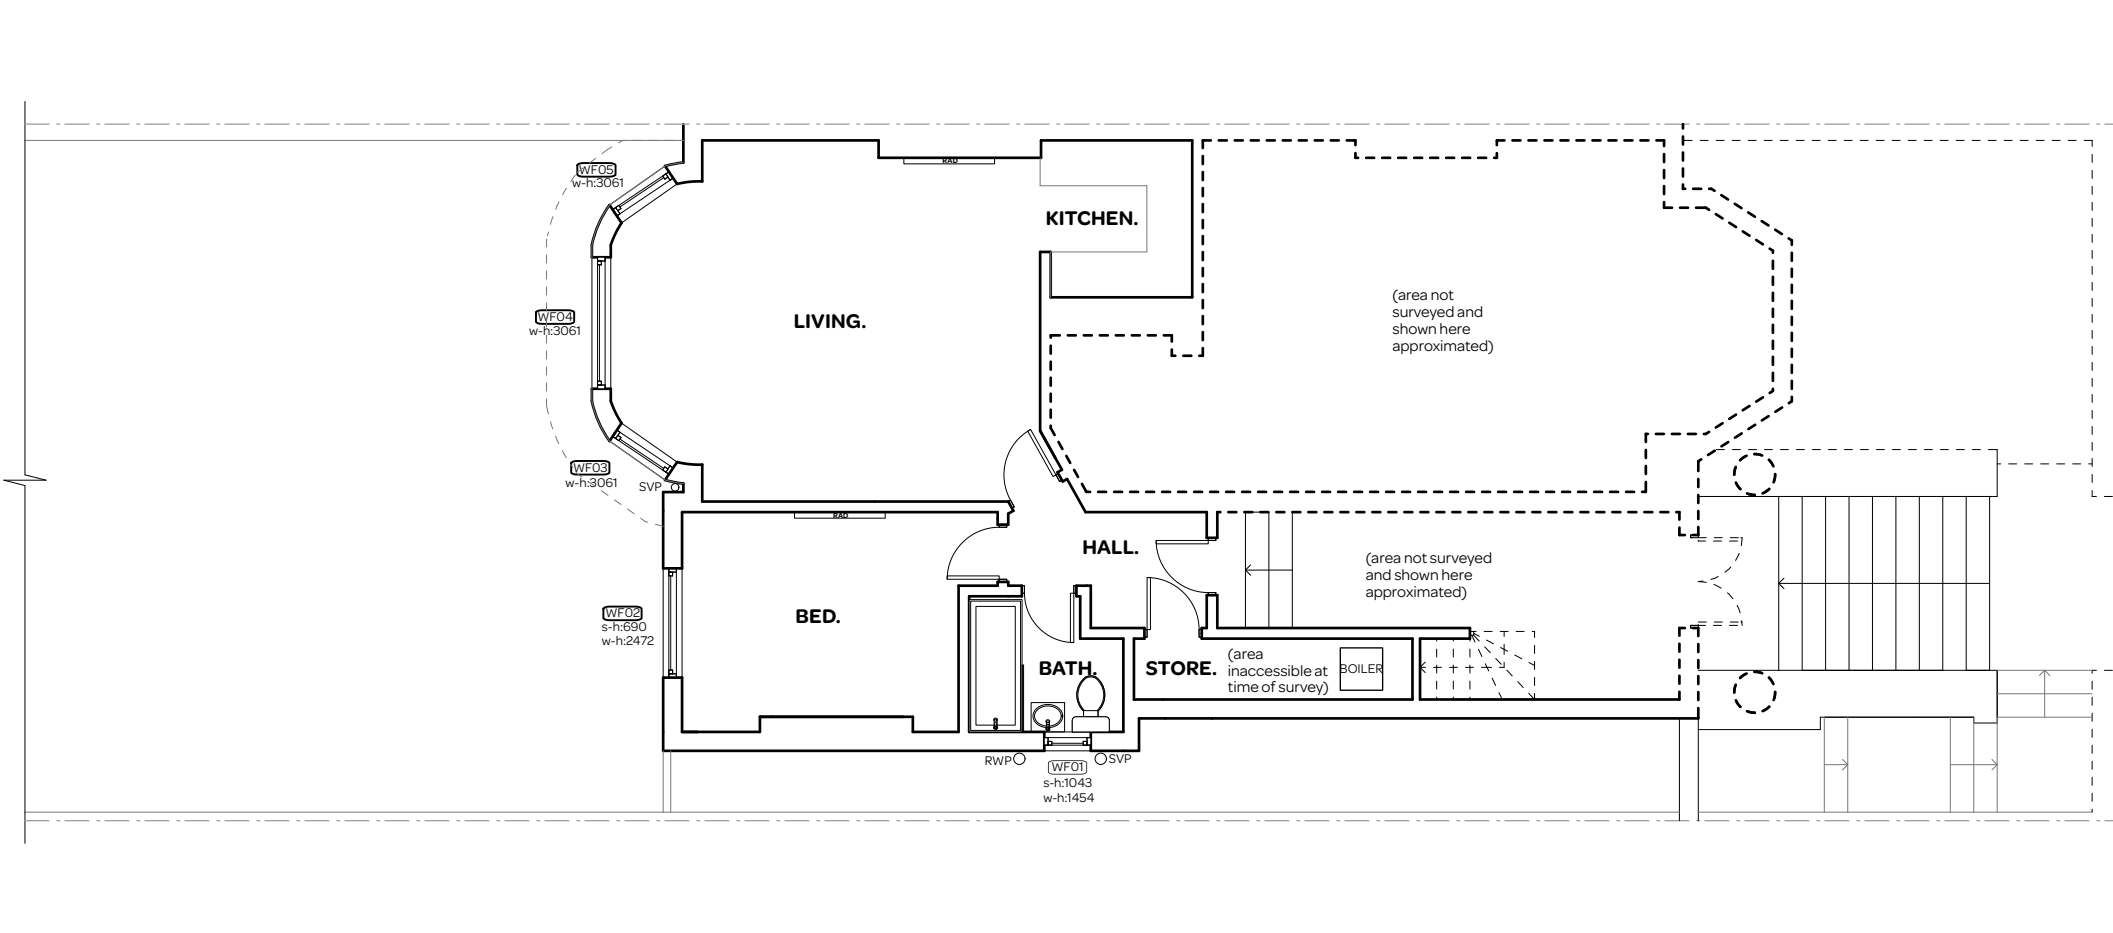 WF05
w-h:3061
RAD
KITCHEN.
WF04
w-h:3061
LIVING.
(area not
surveyed and
shown here
approximated)
WF03
w-h:3061
SVP
RAD
HALL.
(area not surveyed
and shown here
approximated)
WF02
s-h:690
w-h:2472
BED.
BATH.
STORE.
(area
inaccessible at
time of survey)
BOILER
RWP
SVP
WF01
s-h:1043
w-h:1454